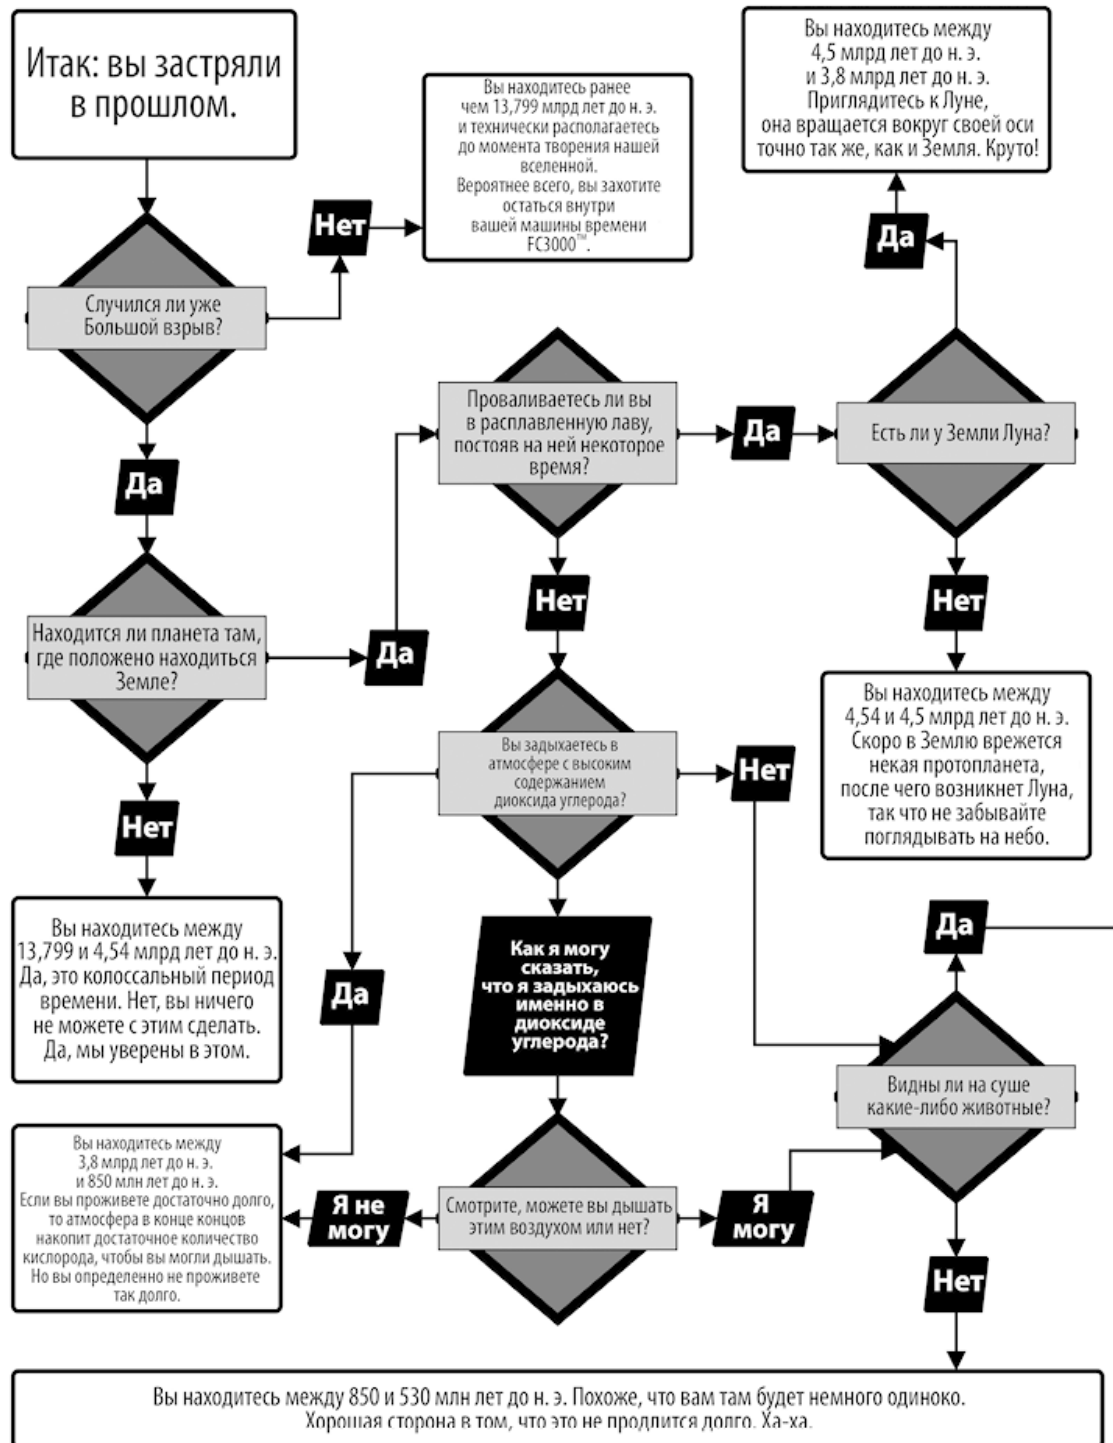 Итак: вы застряли
в прошлом.
Случился ли уже
Большой взрыв?
Нет
Вы находитесь ранее
чем 13,799 млрд лет до н. э.
и технически располагаетесь
до момента творения нашей
вселенной.
Вероятнее всего, вы захотите
остаться внутри
вашей машины времени
FC3000™.
Да
Находится ли планета там,
где положено находиться
Земле?
Нет
Вы находитесь между
13,799 и 4,54 млрд лет до н. э.
Да, это колоссальный период
времени. Нет, вы ничего
не можете с этим сделать.
Да, мы уверены в этом.
Да
Проваливаетесь ли вы
в расплавленную лаву,
постояв на ней некоторое
время?
Да
Есть ли у Земли Луна?
Да
Вы находитесь между
4,5 млрд лет до н. э.
и 3,8 млрд лет до н. э.
Приглядитесь к Луне,
она вращается вокруг своей оси
точно так же, как и Земля. Круто!
Нет
Вы находитесь между
4,54 и 4,5 млрд лет до н. э.
Скоро в Землю врежется
некая протопланета,
после чего возникнет Луна,
так что не забывайте
поглядывать на небо.
Нет
Вы задыхаетесь в
атмосфере с высоким
содержанием
диоксида углерода?
Да
Вы находитесь между
3,8 млрд лет до н. э.
и 850 млн лет до н. э.
Если вы проживете достаточно долго,
то атмосфера в конце концов
накопит достаточное количество
кислорода, чтобы вы могли дышать.
Но вы определенно не проживете
так долго.
Как я могу
сказать,
что я задыхаюсь
именно в
диоксиде
углерода?
Смотрите, можете вы дышать
этим воздухом или нет?
Я не
могу
Я
могу
Нет
Видны ли на суше
какие-либо животные?
Да
Нет
Вы находитесь между 850 и 530 млн лет до н. э. Похоже, что вам там будет немного одиноко.
Хорошая сторона в том, что это не продлится долго. Ха-ха.